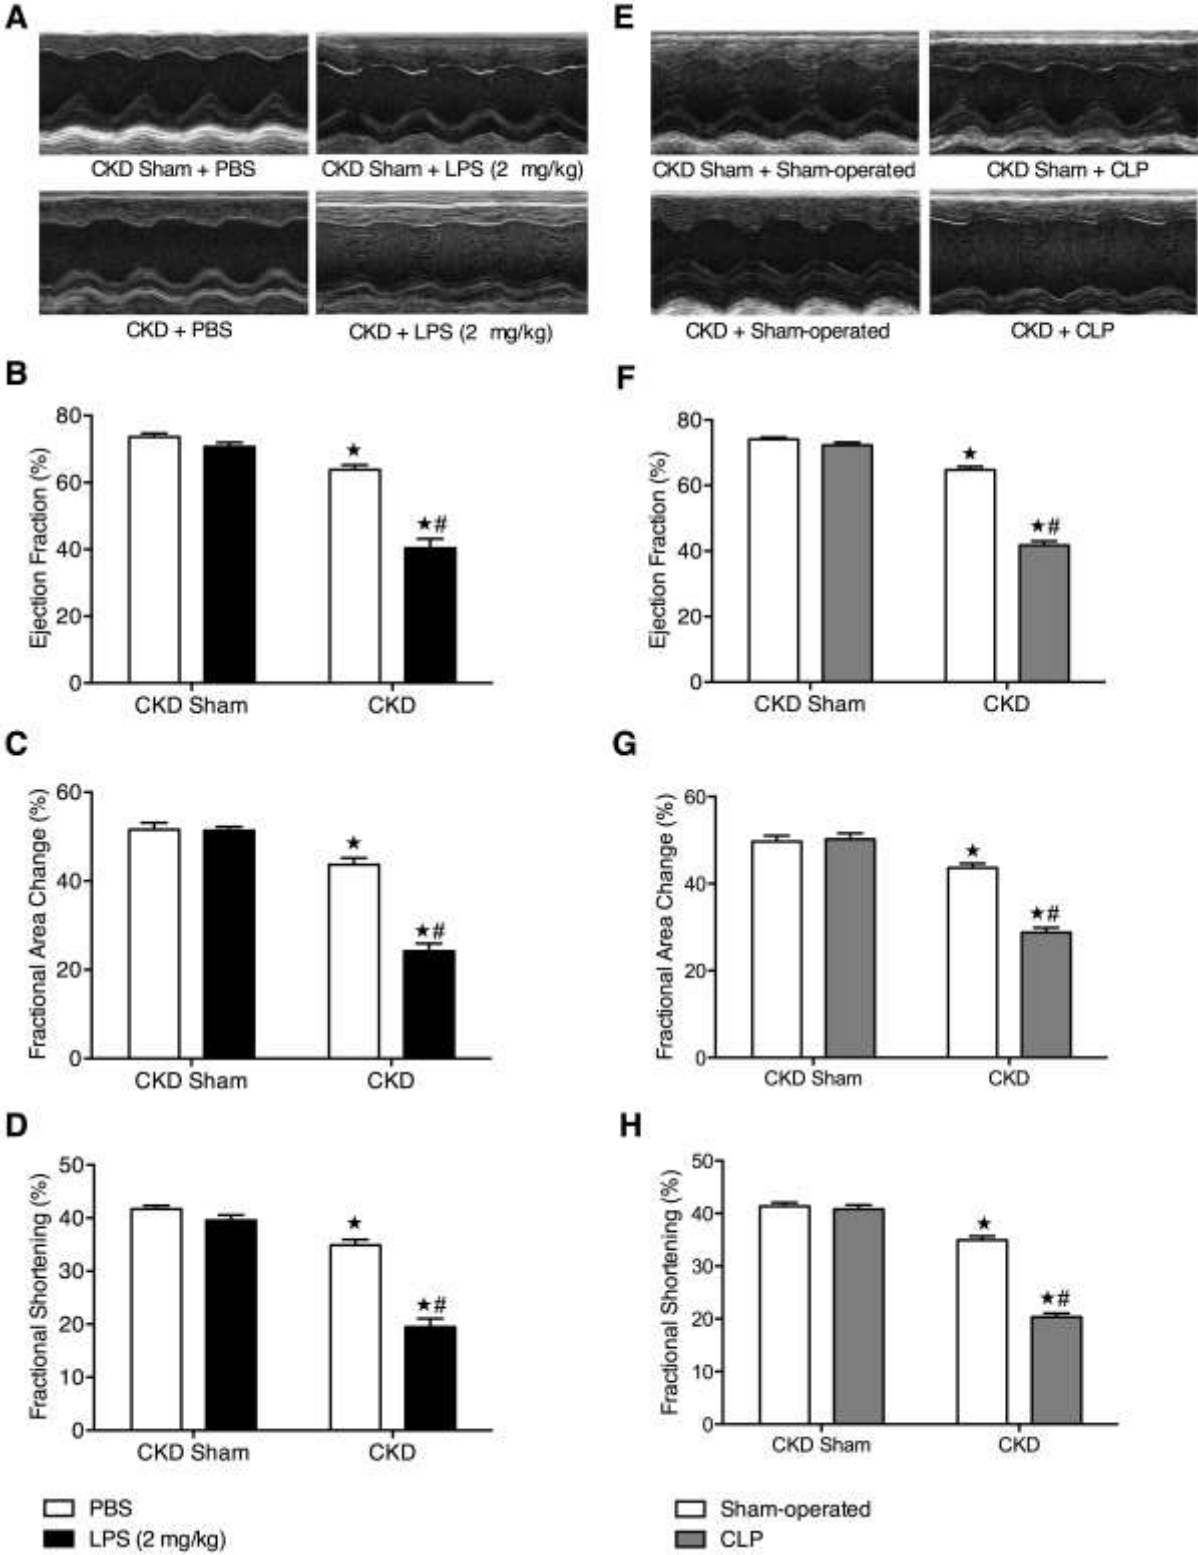 A
CKD Sham + PBS
CKD Sham + LPS (2 mg/kg)
CKD + PBS
CKD + LPS (2 mg/kg)
E
CKD Sham + Sham-operated
CKD Sham + CLP
CKD + Sham-operated
CKD + CLP
B
Ejection Fraction (%)
80
60
40
20
0
★
★#
CKD Sham
CKD
F
Ejection Fraction (%)
80
60
40
20
0
★
★#
CKD Sham
CKD
C
Fractional Area Change (%)
60
40
20
0
★
★#
CKD Sham
CKD
G
Fractional Area Change (%)
60
40
20
0
★
★#
CKD Sham
CKD
D
Fractional Shortening (%)
50
40
30
20
10
0
★
★#
CKD Sham
CKD
H
Fractional Shortening (%)
50
40
30
20
10
0
★
★#
CKD Sham
CKD
PBS
LPS (2 mg/kg)
Sham-operated
CLP